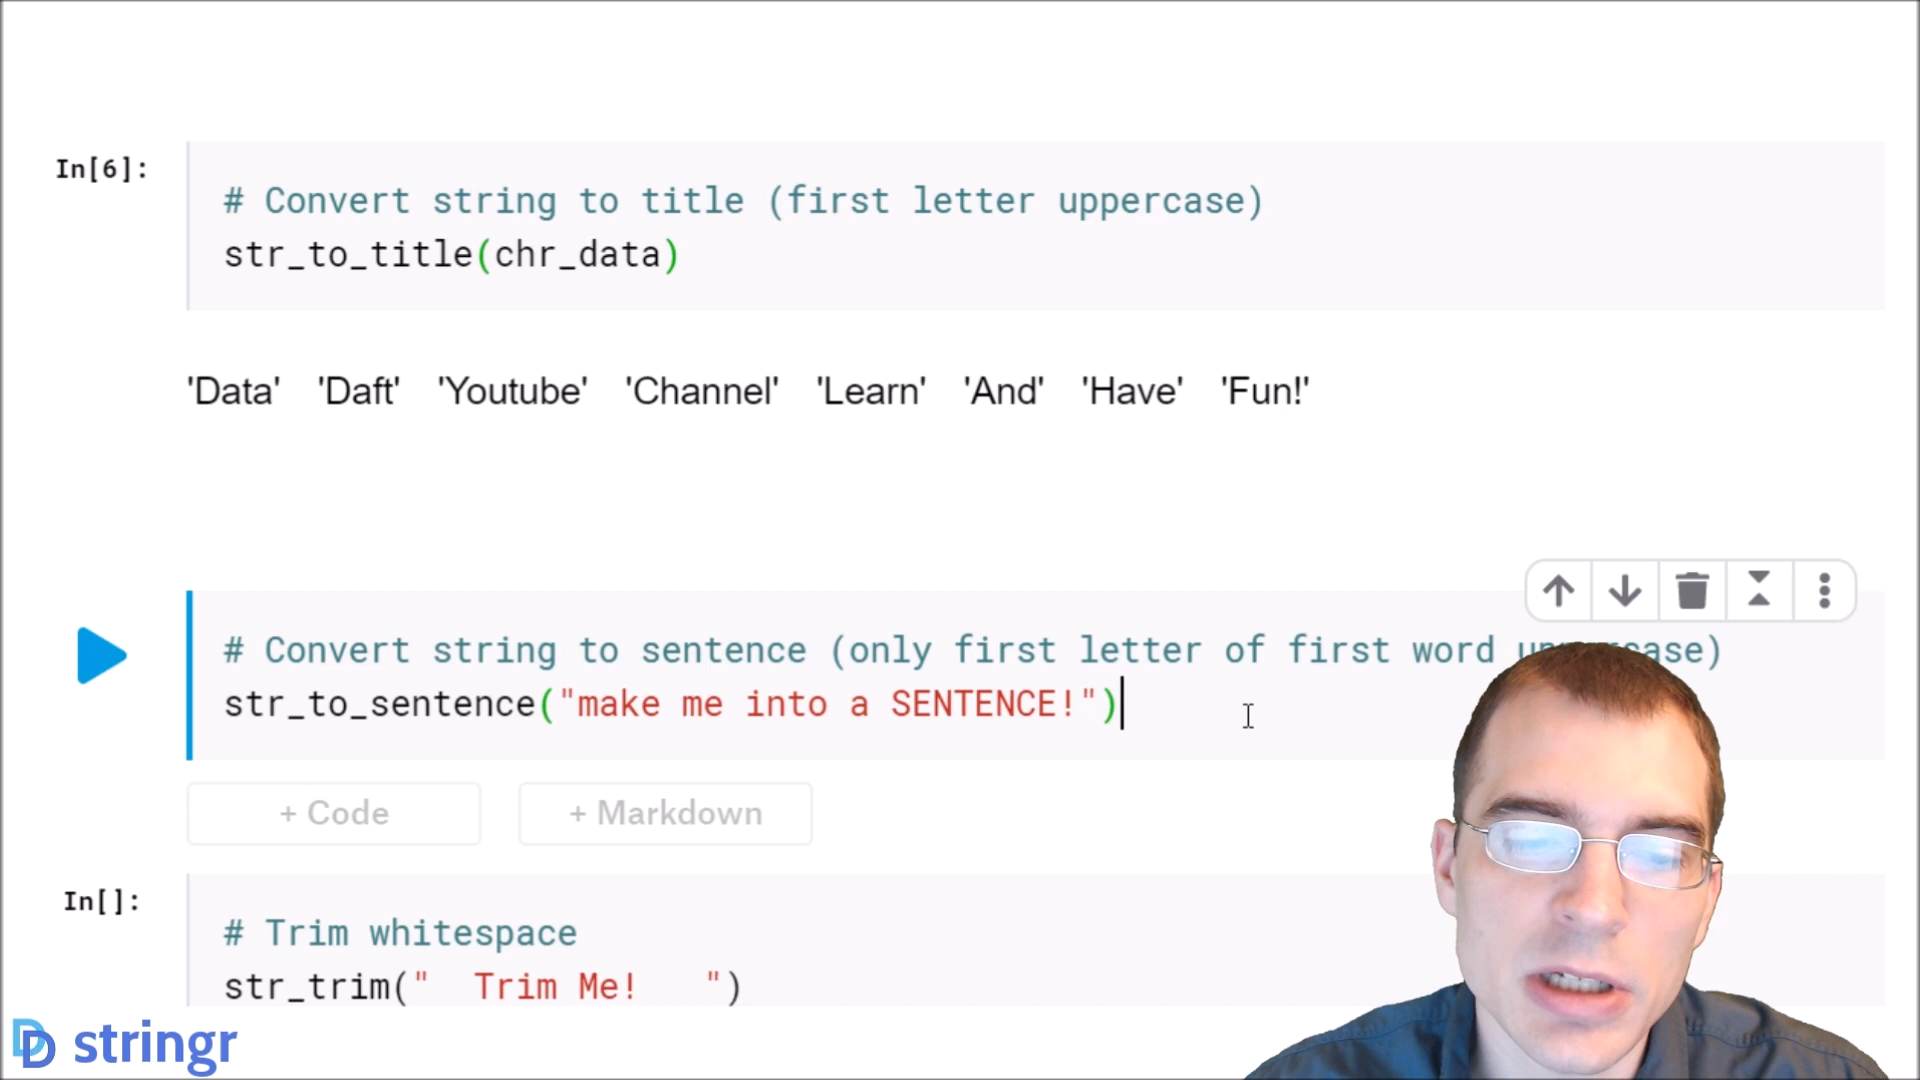 In[6]:
# Convert string to title (first letter uppercase)
str_to_title(chr_data)
'Data' 'Daft' 'Youtube' 'Channel' 'Learn' 'And' 'Have' 'Fun!'
# Convert string to sentence (only first letter of first word uppercase)
str_to_sentence("make me into a SENTENCE!")
+ Code + Markdown
In[]:
# Trim whitespace
str_trim("  Trim Me!   ")
stringr